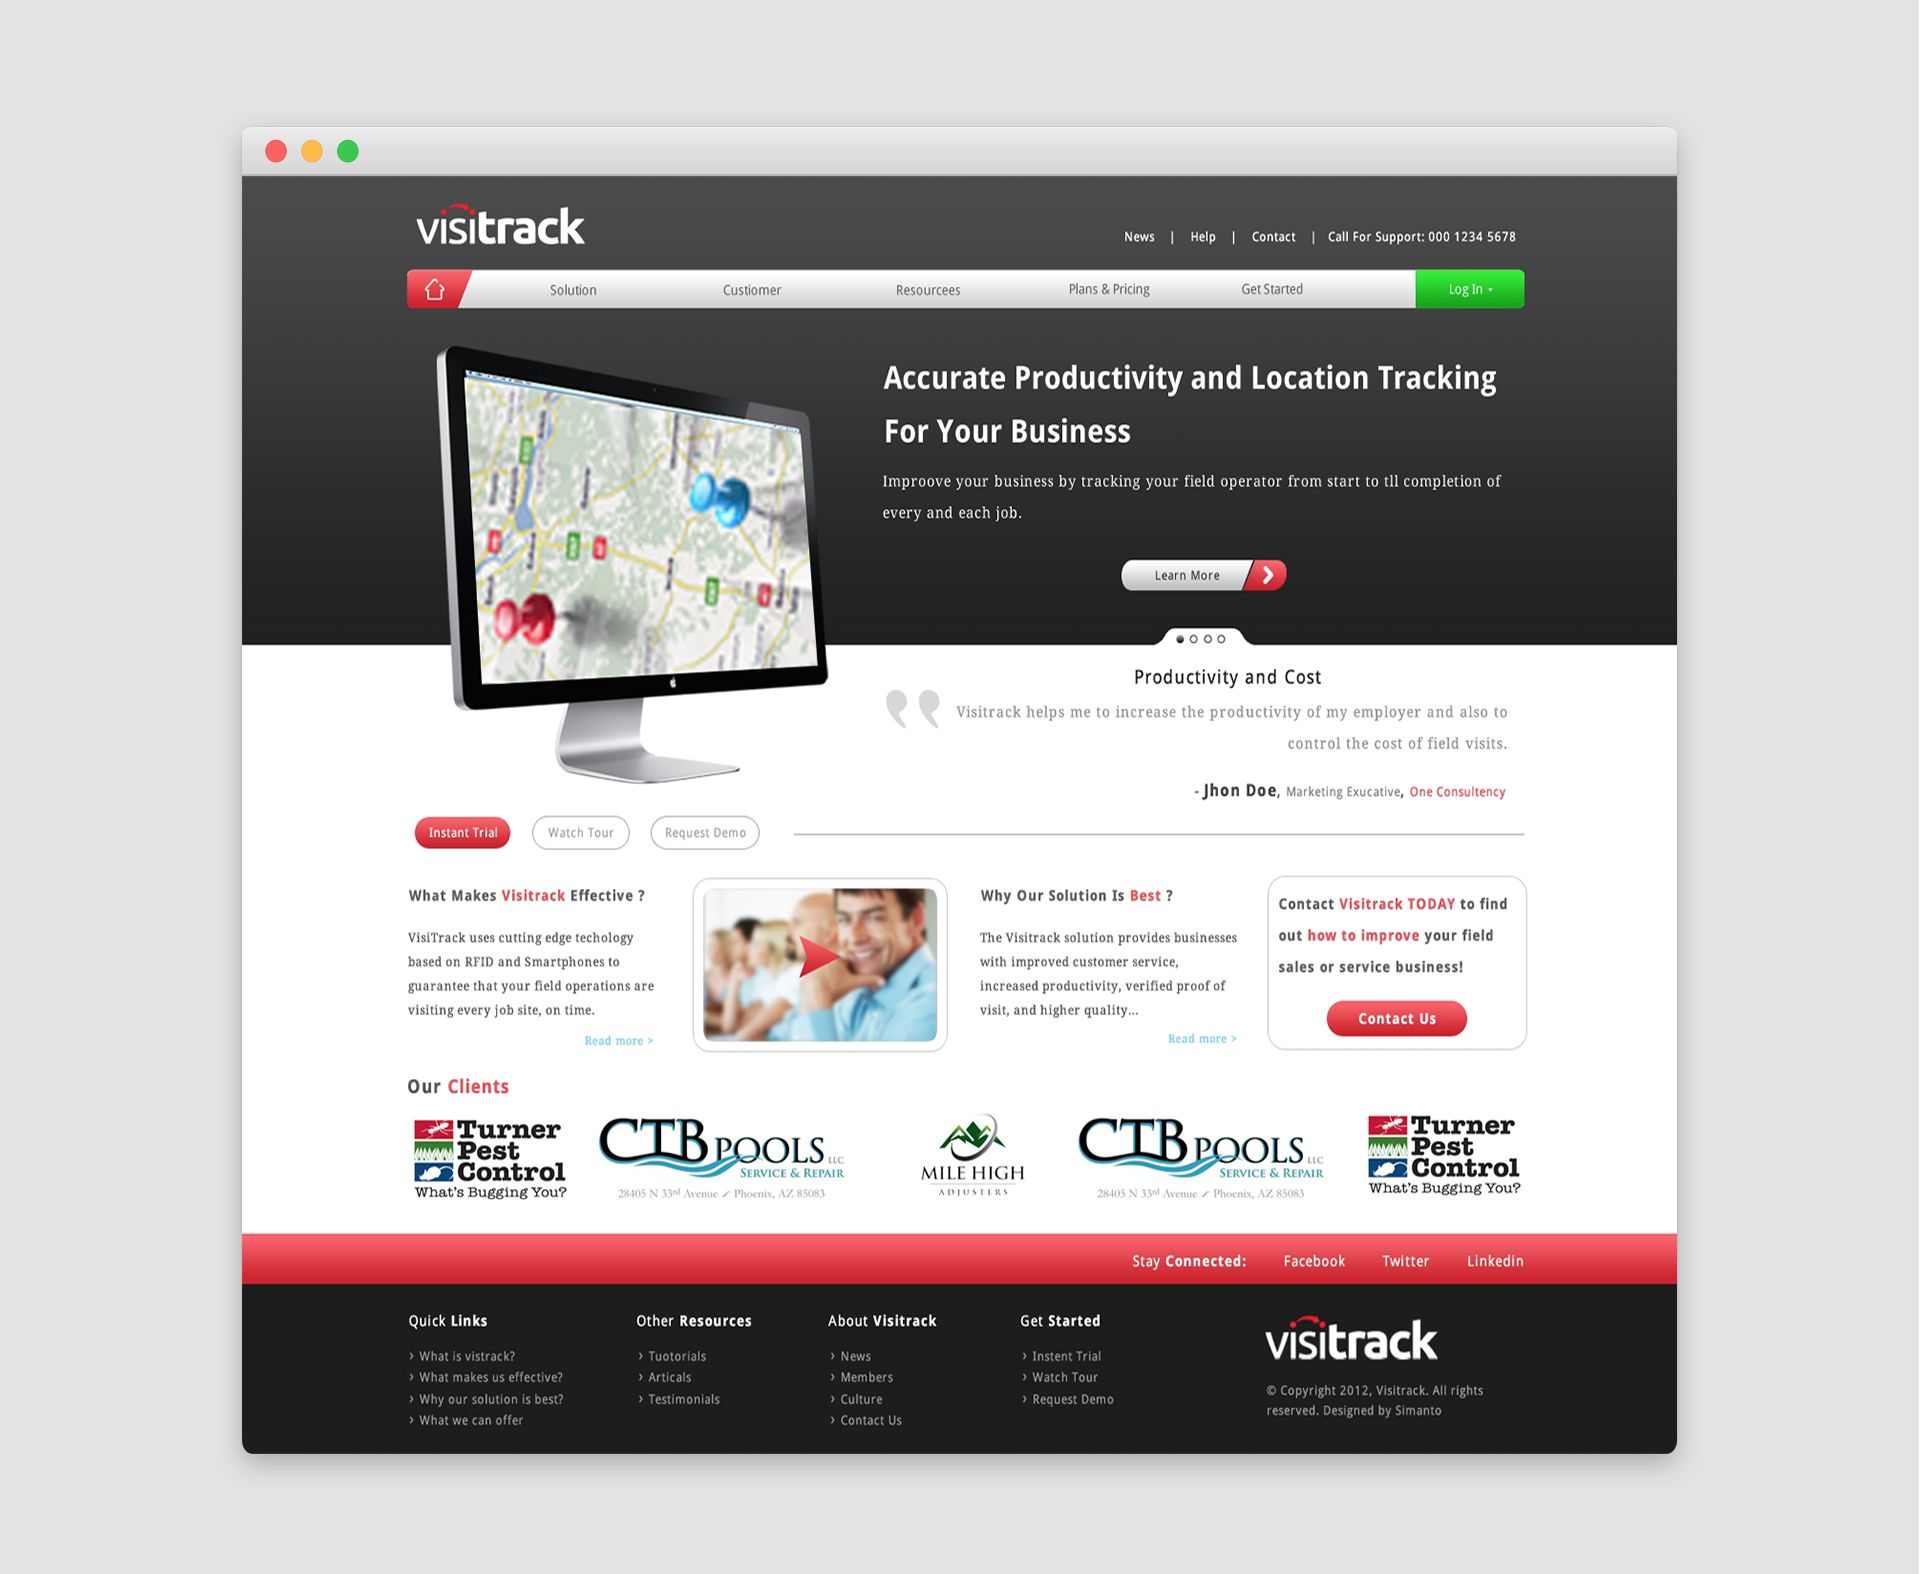 visitrack
News | Help | Contact | Call For Support: 000 1234 5678
Solution Custiomer Resourcees Plans & Pricing Get Started Log In
Accurate Productivity and Location Tracking
For Your Business
Improove your business by tracking your field operator from start to tll completion of
every and each job.
Learn More
Productivity and Cost
Visitrack helps me to increase the productivity of my employer and also to
control the cost of field visits.
- Jhon Doe, Marketing Exucative, One Consultency
Instant Trial Watch Tour Request Demo
What Makes Visitrack Effective ?
VisiTrack uses cutting edge techology
based on RFID and Smartphones to
guarantee that your field operations are
visiting every job site, on time.
Read more >
Why Our Solution Is Best ?
The Visitrack solution provides businesses
with improved customer service,
increased productivity, verified proof of
visit, and higher quality...
Read more >
Contact Visitrack TODAY to find
out how to improve your field
sales or service business!
Contact Us
Our Clients
Turner
Pest
Control
What's Bugging You?
CTB POOLS LLC
SERVICE & REPAIR
28405 N 33rd Avenue / Phoenix, AZ 85083
MILE HIGH
ADJUSTERS
CTB POOLS LLC
SERVICE & REPAIR
28405 N 33rd Avenue / Phoenix, AZ 85083
Turner
Pest
Control
What's Bugging You?
Stay Connected: Facebook Twitter Linkedin
Quick Links
› What is vistrack?
› What makes us effective?
› Why our solution is best?
› What we can offer
Other Resources
› Tuotorials
› Articals
› Testimonials
About Visitrack
› News
› Members
› Culture
› Contact Us
Get Started
› Instent Trial
› Watch Tour
› Request Demo
visitrack
© Copyright 2012, Visitrack. All rights
reserved. Designed by Simanto